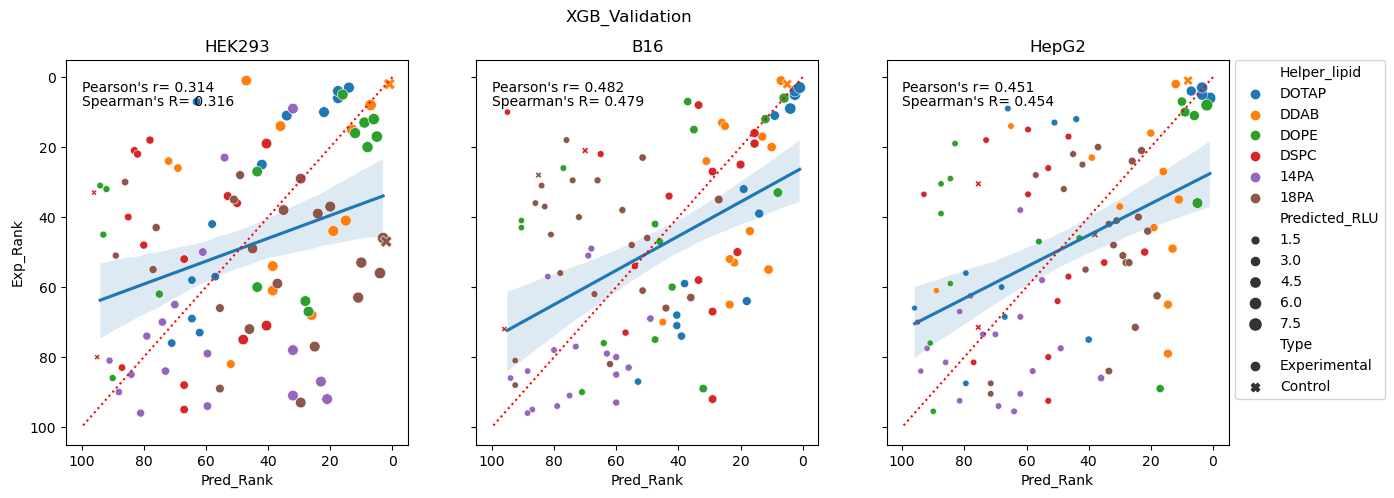 XGB_Validation
HEK293
B16
HepG2
Pearson's r= 0.314
Spearman's R= 0.316
Pearson's r= 0.482
Spearman's R= 0.479
Pearson's r= 0.451
Spearman's R= 0.454
Exp_Rank
0
20
40
60
80
100
100 80 60 40 20 0
100 80 60 40 20 0
100 80 60 40 20 0
Pred_Rank
Pred_Rank
Pred_Rank
Helper_lipid
DOTAP
DDAB
DOPE
DSPC
14PA
18PA
Predicted_RLU
1.5
3.0
4.5
6.0
7.5
Type
Experimental
Control